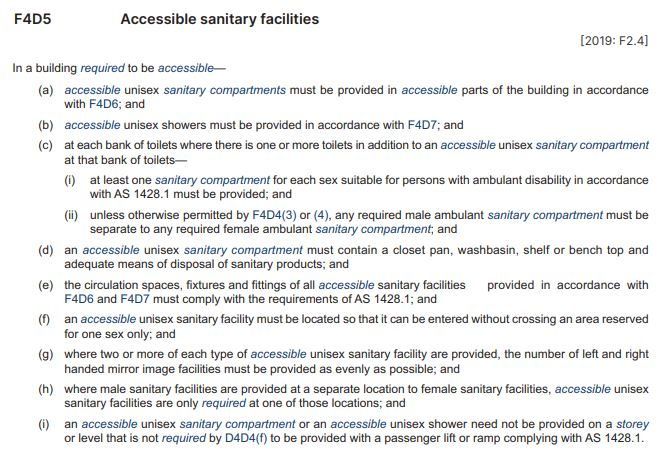 F4D5 Accessible sanitary facilities
[2019: F2.4]
In a building required to be accessible—
(a) accessible unisex sanitary compartments must be provided in accessible parts of the building in accordance
with F4D6; and
(b) accessible unisex showers must be provided in accordance with F4D7; and
(c) at each bank of toilets where there is one or more toilets in addition to an accessible unisex sanitary compartment
at that bank of toilets—
(i) at least one sanitary compartment for each sex suitable for persons with ambulant disability in accordance
with AS 1428.1 must be provided; and
(ii) unless otherwise permitted by F4D4(3) or (4), any required male ambulant sanitary compartment must be
separate to any required female ambulant sanitary compartment; and
(d) an accessible unisex sanitary compartment must contain a closet pan, washbasin, shelf or bench top and
adequate means of disposal of sanitary products; and
(e) the circulation spaces, fixtures and fittings of all accessible sanitary facilities provided in accordance with
F4D6 and F4D7 must comply with the requirements of AS 1428.1; and
(f) an accessible unisex sanitary facility must be located so that it can be entered without crossing an area reserved
for one sex only; and
(g) where two or more of each type of accessible unisex sanitary facility are provided, the number of left and right
handed mirror image facilities must be provided as evenly as possible; and
(h) where male sanitary facilities are provided at a separate location to female sanitary facilities, accessible unisex
sanitary facilities are only required at one of those locations; and
(i) an accessible unisex sanitary compartment or an accessible unisex shower need not be provided on a storey
or level that is not required by D4D4(f) to be provided with a passenger lift or ramp complying with AS 1428.1.